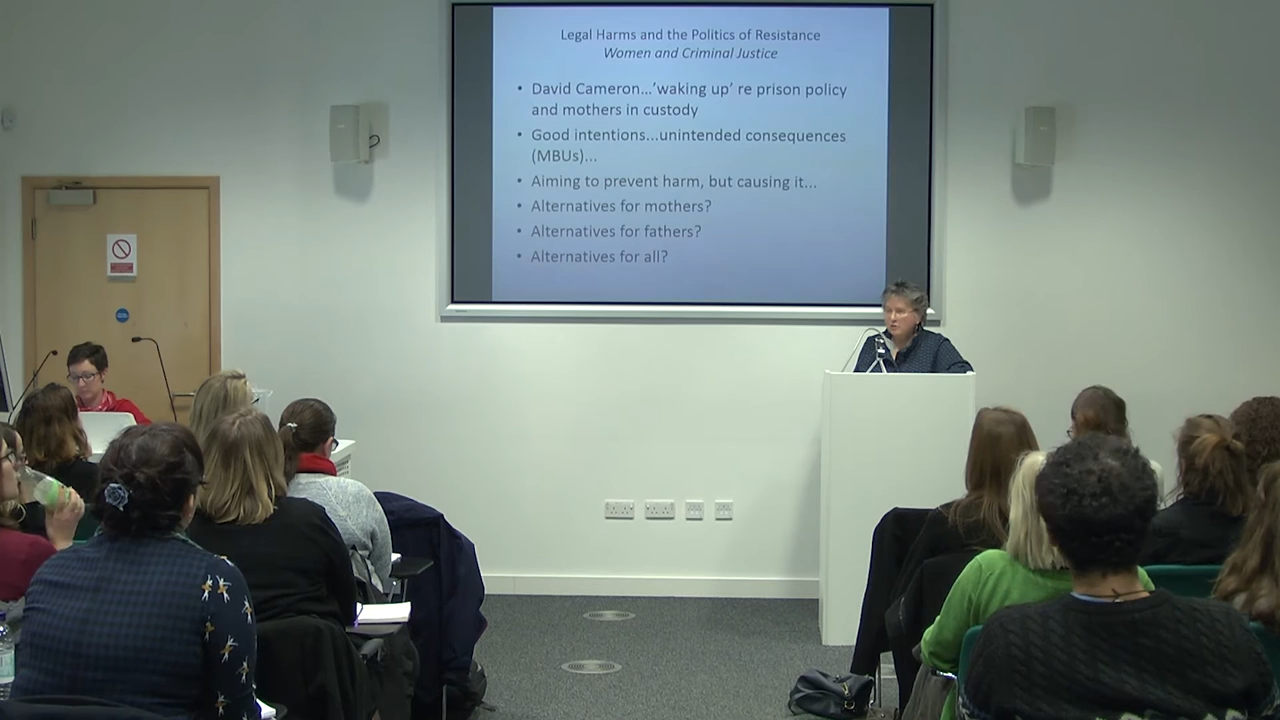 Legal Harms and the Politics of Resistance
Women and Criminal Justice
• David Cameron...'waking up' re prison policy
and mothers in custody
• Good intentions...unintended consequences
(MBUs)...
• Aiming to prevent harm, but causing it...
• Alternatives for mothers?
• Alternatives for fathers?
• Alternatives for all?